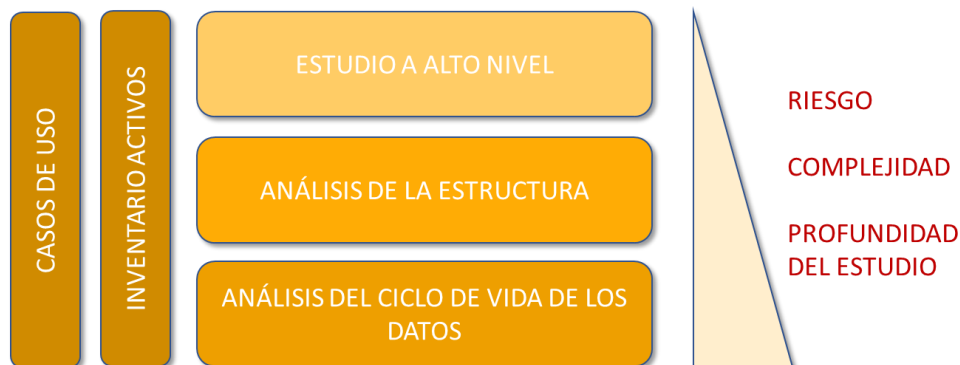 CASOS DE USO
INVENTARIO ACTIVOS
ESTUDIO A ALTO NIVEL
ANÁLISIS DE LA ESTRUCTURA
ANÁLISIS DEL CICLO DE VIDA DE LOS
DATOS
RIESGO
COMPLEJIDAD
PROFUNDIDAD
DEL ESTUDIO